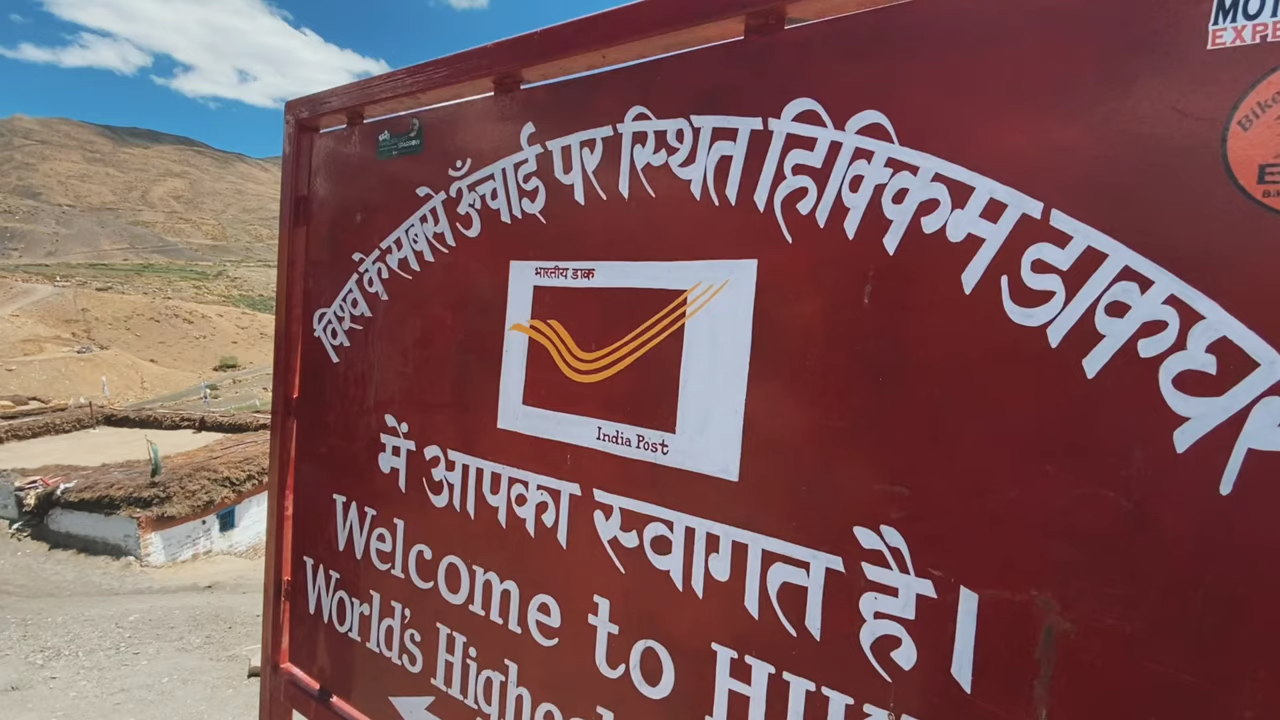 विश्व के सबसे ऊँचाई पर स्थित हिक्किम डाकघर
भारतीय डाक
India Post
में आपका स्वागत है।
Welcome to
World's